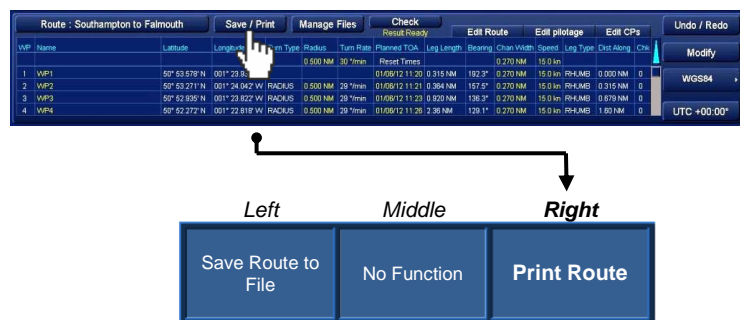 Route : Southampton to Falmouth Save / Print Manage Files Check Result Ready Edit Route Edit pilotage Edit CPs Undo / Redo
WP Name Latitude Longitude Turn Type Radius Turn Rate Planned TOA Leg Length Bearing Chan Width Speed Leg Type Dist Along Chk Modify
0.500 NM 30 °/min Reset Times 0.270 NM 15.0 kn
1 WP1 50° 53.578' N 01/06/12 11:20 0.315 NM 192.3° 0.270 NM 15.0 kn RHUMB 0.000 NM 0 WGS84
2 WP2 50° 53.271' N 001° 24.042' W RADIUS 0.500 NM 29 °/min 01/06/12 11:21 0.364 NM 157.5° 0.270 NM 15.0 kn RHUMB 0.315 NM 0
3 WP3 50° 52.935' N 001° 23.822' W RADIUS 0.500 NM 29 °/min 01/06/12 11:23 0.920 NM 136.3° 0.270 NM 15.0 kn RHUMB 0.679 NM 0
4 WP4 50° 52.272' N 001° 22.818' W RADIUS 0.500 NM 29 °/min 01/06/12 11:26 2.36 NM 129.1° 0.270 NM 15.0 kn RHUMB 1.60 NM 0 UTC +00:00"
Left Middle Right
Save Route to
File
No Function
Print Route